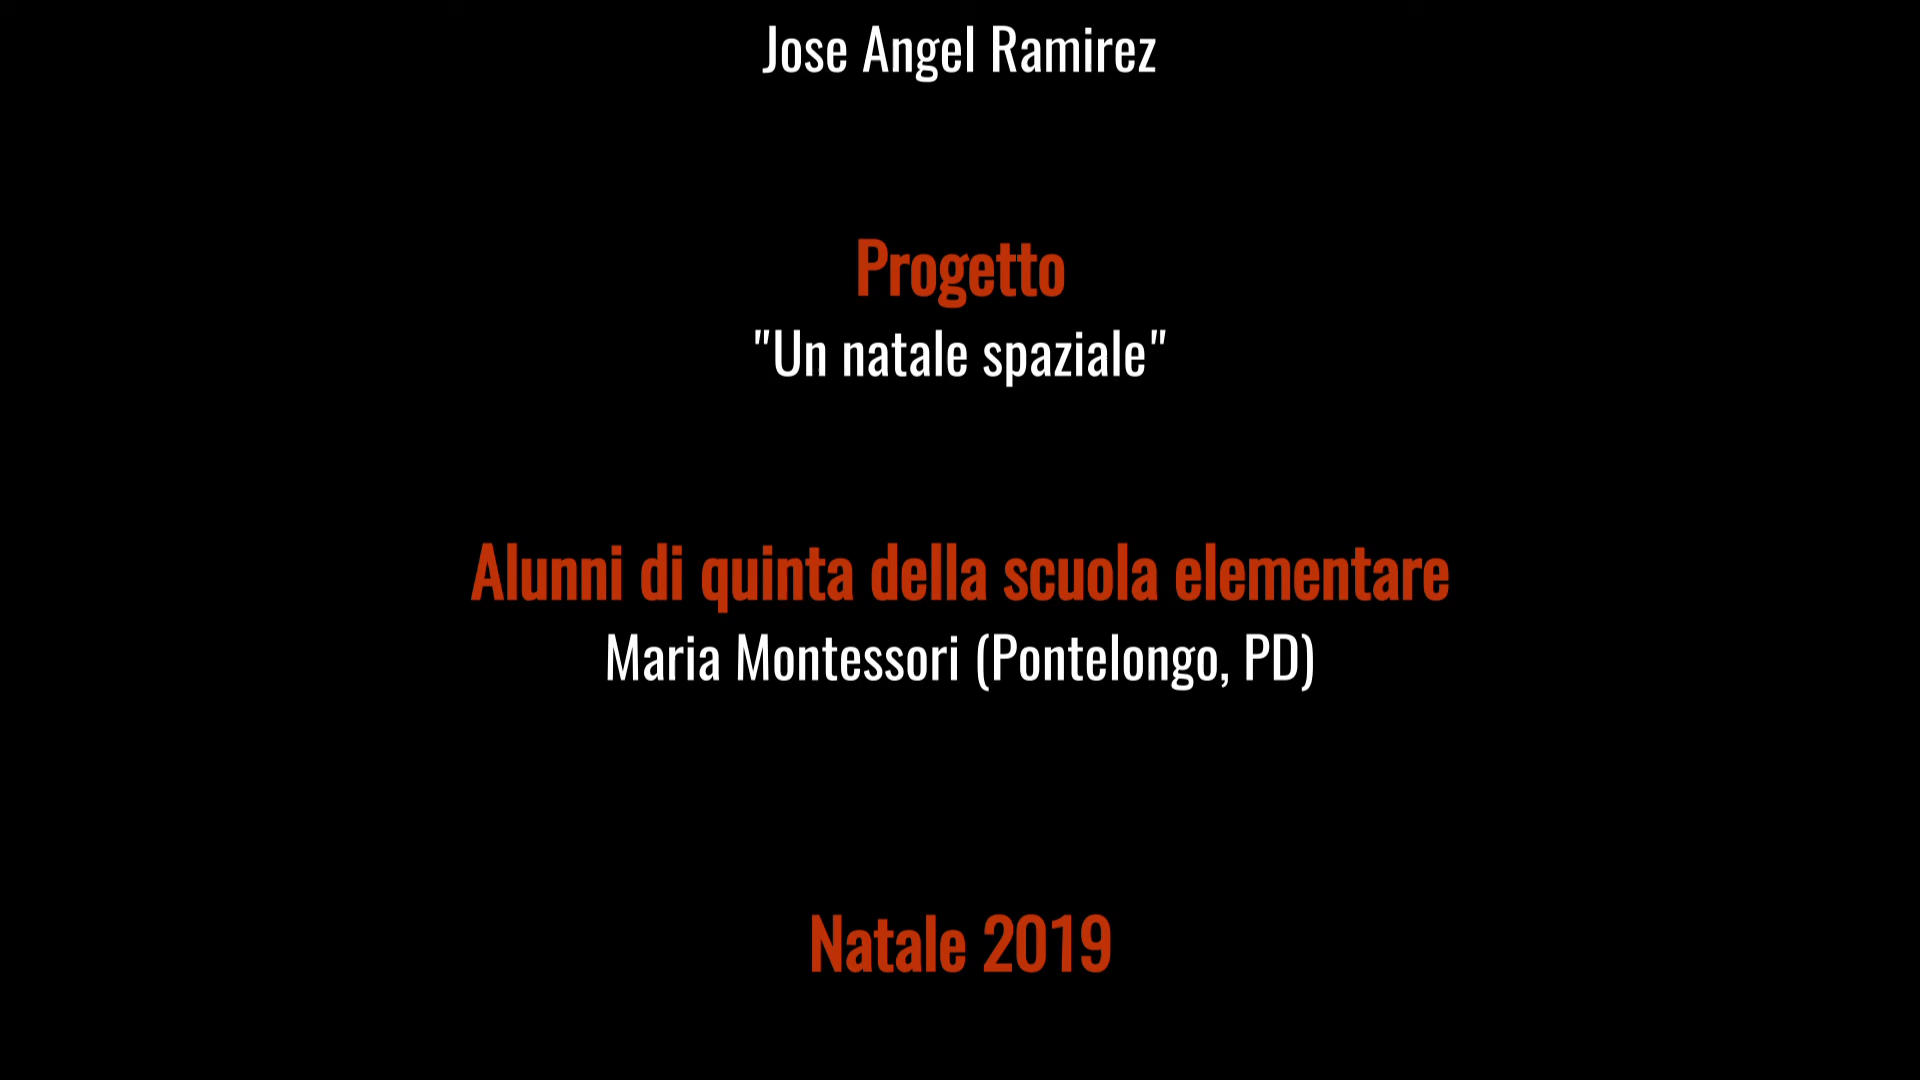 Jose Angel Ramirez
Progetto
"Un natale spaziale"
Alunni di quinta della scuola elementare
Maria Montessori (Pontelongo, PD)
Natale 2019